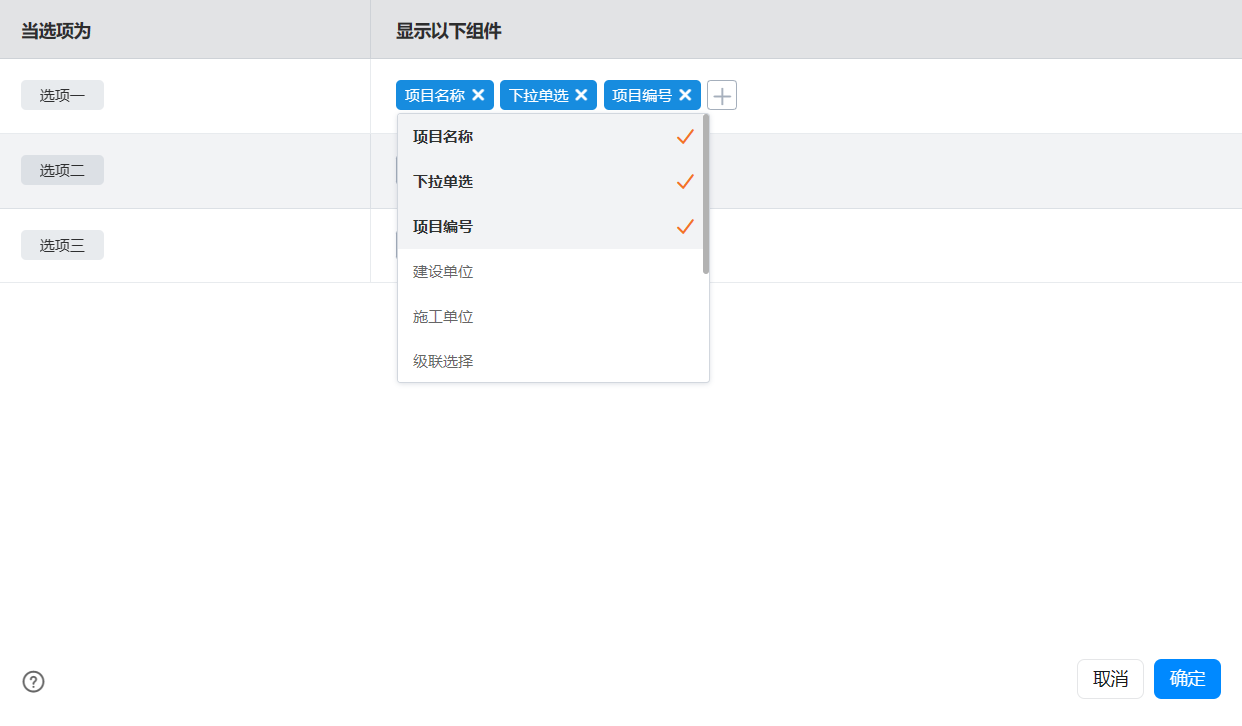 当选项为 显示以下组件
选项一 项目名称 下拉单选 项目编号
项目名称
选项二
下拉单选
项目编号
选项三
建设单位
施工单位
级联选择
取消 确定